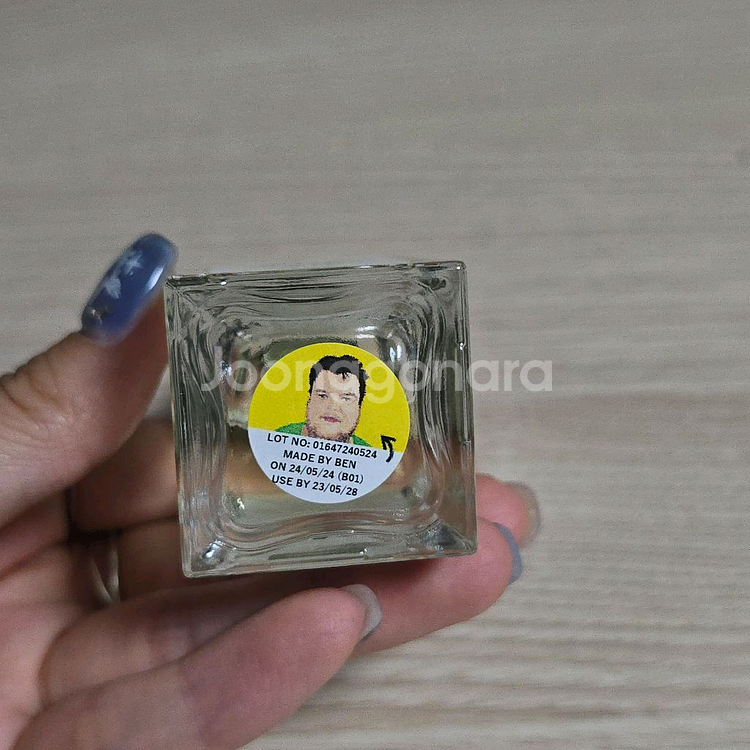 Joonggonara
LOT NO: 01647240524
MADE BY BEN
ON 24/05/24 (B01)
USE BY 23/05/28